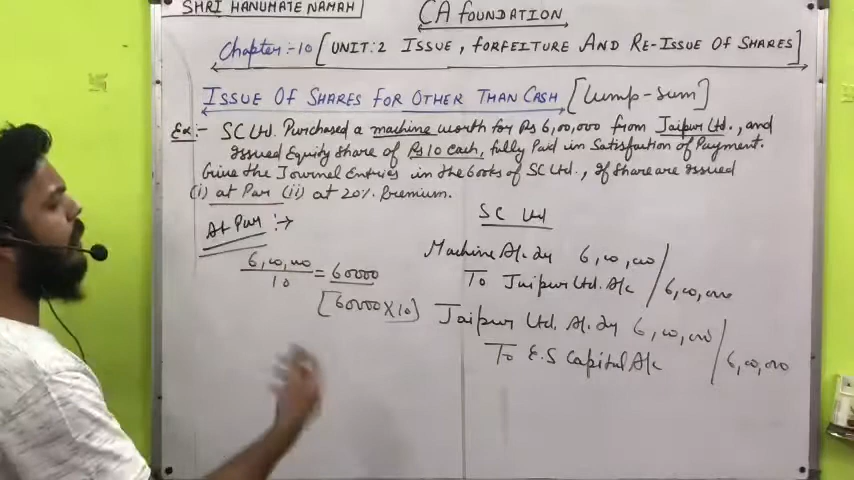 SHRI HANUMATE NAMAH
CA FOUNDATION
Chapter:-10 [UNIT:2 ISSUE, FORFEITURE AND RE-ISSUE OF SHARES]
ISSUE OF SHARES FOR OTHER THAN CASH [Lump-sum]
Ex:- SC Ltd. Purchased a machine worth for Rs 6,00,000 from Jaipur Ltd., and
issued Equity Share of Rs 10 each, fully Paid in Satisfaction of Payment.
Give the Journal Entries in the books of SC Ltd., If Share are issued
(i) at Par (ii) at 20% Premium.
At Par :→
6,00,000
10
= 60000
[60000×10]
SC Ltd
Machine A/c. Dr 6,00,000
To Jaipur Ltd. A/c 6,00,000
Jaipur Ltd. A/c. Dr 6,00,000
To E.S Capital A/c 6,00,000